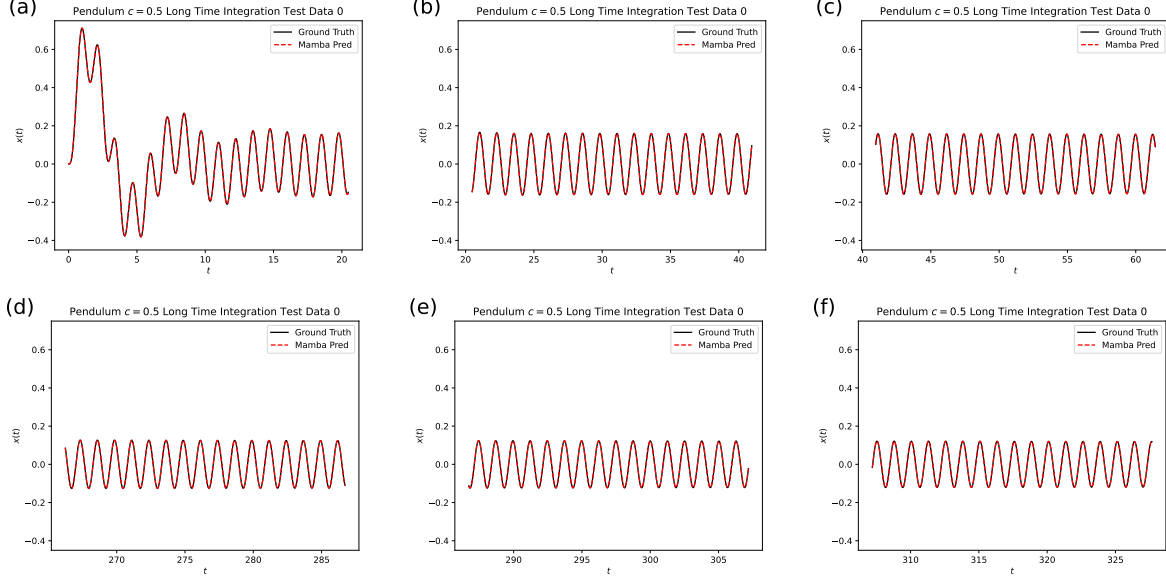 (a)
Pendulum c = 0.5 Long Time Integration Test Data 0
Ground Truth
Mamba Pred
x(t)
0.6
0.4
0.2
0.0
−0.2
−0.4
0 5 10 15 20
t
(b)
Pendulum c = 0.5 Long Time Integration Test Data 0
Ground Truth
Mamba Pred
x(t)
0.6
0.4
0.2
0.0
−0.2
−0.4
20 25 30 35 40
t
(c)
Pendulum c = 0.5 Long Time Integration Test Data 0
Ground Truth
Mamba Pred
x(t)
0.6
0.4
0.2
0.0
−0.2
−0.4
40 45 50 55 60
t
(d)
Pendulum c = 0.5 Long Time Integration Test Data 0
Ground Truth
Mamba Pred
x(t)
0.6
0.4
0.2
0.0
−0.2
−0.4
270 275 280 285
t
(e)
Pendulum c = 0.5 Long Time Integration Test Data 0
Ground Truth
Mamba Pred
x(t)
0.6
0.4
0.2
0.0
−0.2
−0.4
290 295 300 305
t
(f)
Pendulum c = 0.5 Long Time Integration Test Data 0
Ground Truth
Mamba Pred
x(t)
0.6
0.4
0.2
0.0
−0.2
−0.4
310 315 320 325
t